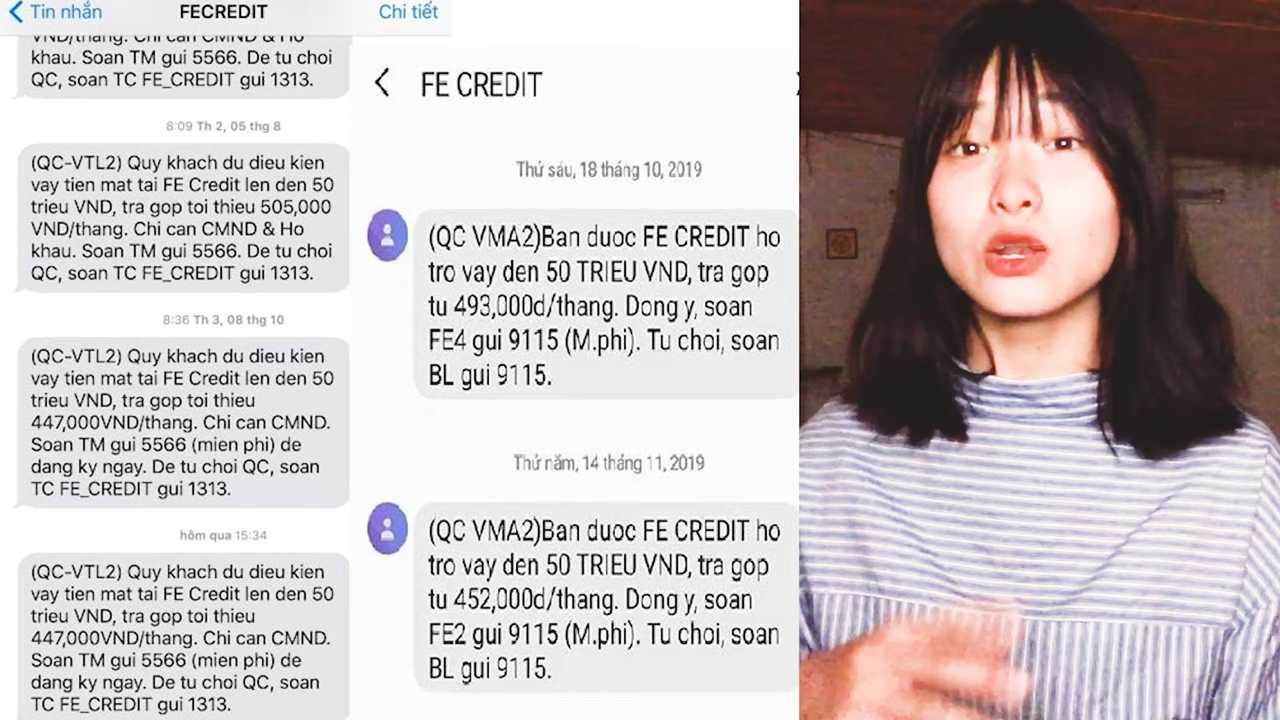 Tin nhắn
FECREDIT
Chi tiết
VND/thang. Chi can CMND & Ho
khau. Soan TM gui 5566. De tu choi
QC, soan TC FE_CREDIT gui 1313.
8:09 Th 2, 05 thg 8
(QC-VTL2) Quy khach du dieu kien
vay tien mat tai FE Credit len den 50
trieu VND, tra gop toi thieu 505,000
VND/thang. Chi can CMND & Ho
khau. Soan TM gui 5566. De tu choi
QC, soan TC FE_CREDIT gui 1313.
8:36 Th 3, 08 thg 10
(QC-VTL2) Quy khach du dieu kien
vay tien mat tai FE Credit len den 50
trieu VND, tra gop toi thieu
447,000VND/thang. Chi can CMND.
Soan TM gui 5566 (mien phi) de
dang ky ngay. De tu choi QC, soan
TC FE_CREDIT gui 1313.
hôm qua 15:34
(QC-VTL2) Quy khach du dieu kien
vay tien mat tai FE Credit len den 50
trieu VND, tra gop toi thieu
447,000VND/thang. Chi can CMND.
Soan TM gui 5566 (mien phi) de
dang ky ngay. De tu choi QC, soan
TC FE_CREDIT gui 1313.
FE CREDIT
Thứ sáu, 18 tháng 10, 2019
(QC VMA2)Ban duoc FE CREDIT ho
tro vay den 50 TRIEU VND, tra gop
tu 493,000d/thang. Dong y, soan
FE4 gui 9115 (M.phi). Tu choi, soan
BL gui 9115.
Thứ năm, 14 tháng 11, 2019
(QC VMA2)Ban duoc FE CREDIT ho
tro vay den 50 TRIEU VND, tra gop
tu 452,000d/thang. Dong y, soan
FE2 gui 9115 (M.phi). Tu choi, soan
BL gui 9115.